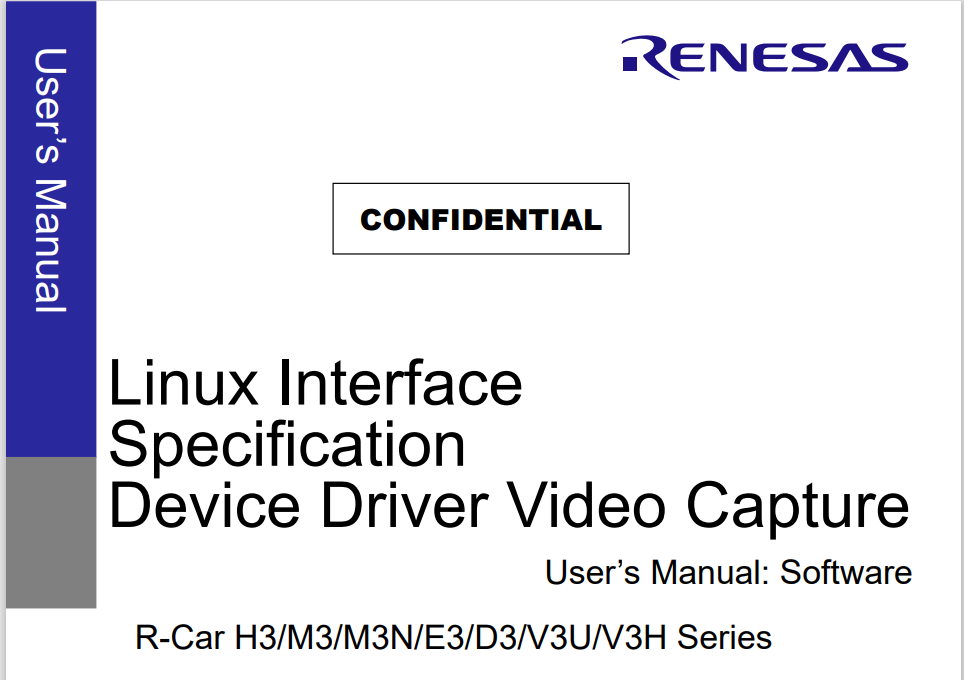 User's Manual
RENESAS
CONFIDENTIAL
Linux Interface
Specification
Device Driver Video Capture
User's Manual: Software
R-Car H3/M3/M3N/E3/D3/V3U/V3H Series